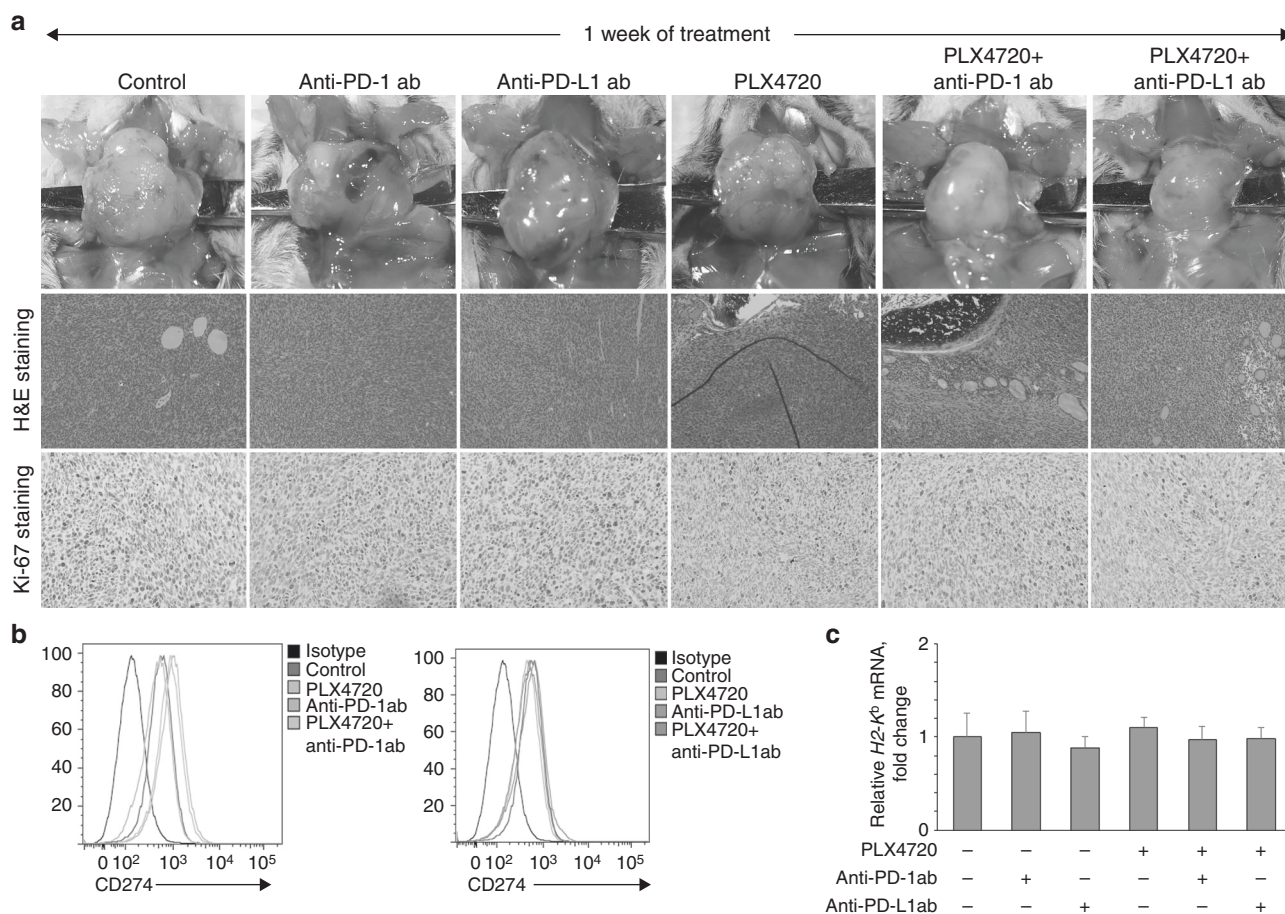 a
1 week of treatment
Control
Anti-PD-1 ab
Anti-PD-L1 ab
PLX4720
PLX4720+
anti-PD-1 ab
PLX4720+
anti-PD-L1 ab
H&E staining
Ki-67 staining
b
100
80
60
40
20
0 10² 10³ 10⁴ 10⁵
CD274
Isotype
Control
PLX4720
Anti-PD-1ab
PLX4720+
anti-PD-1ab
100
80
60
40
20
0 10² 10³ 10⁴ 10⁵
CD274
Isotype
Control
PLX4720
Anti-PD-L1ab
PLX4720+
anti-PD-L1ab
c
Relative H2-Kᵇ mRNA,
fold change
2
1
0
PLX4720 – – – + + +
Anti-PD-1ab – + – – + –
Anti-PD-L1ab – – + – – +